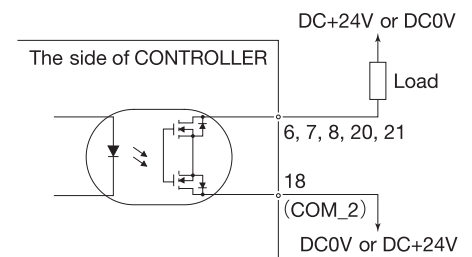 DC+24V or DC0V
The side of CONTROLLER
Load
6, 7, 8, 20, 21
18
(COM_2)
DC0V or DC+24V